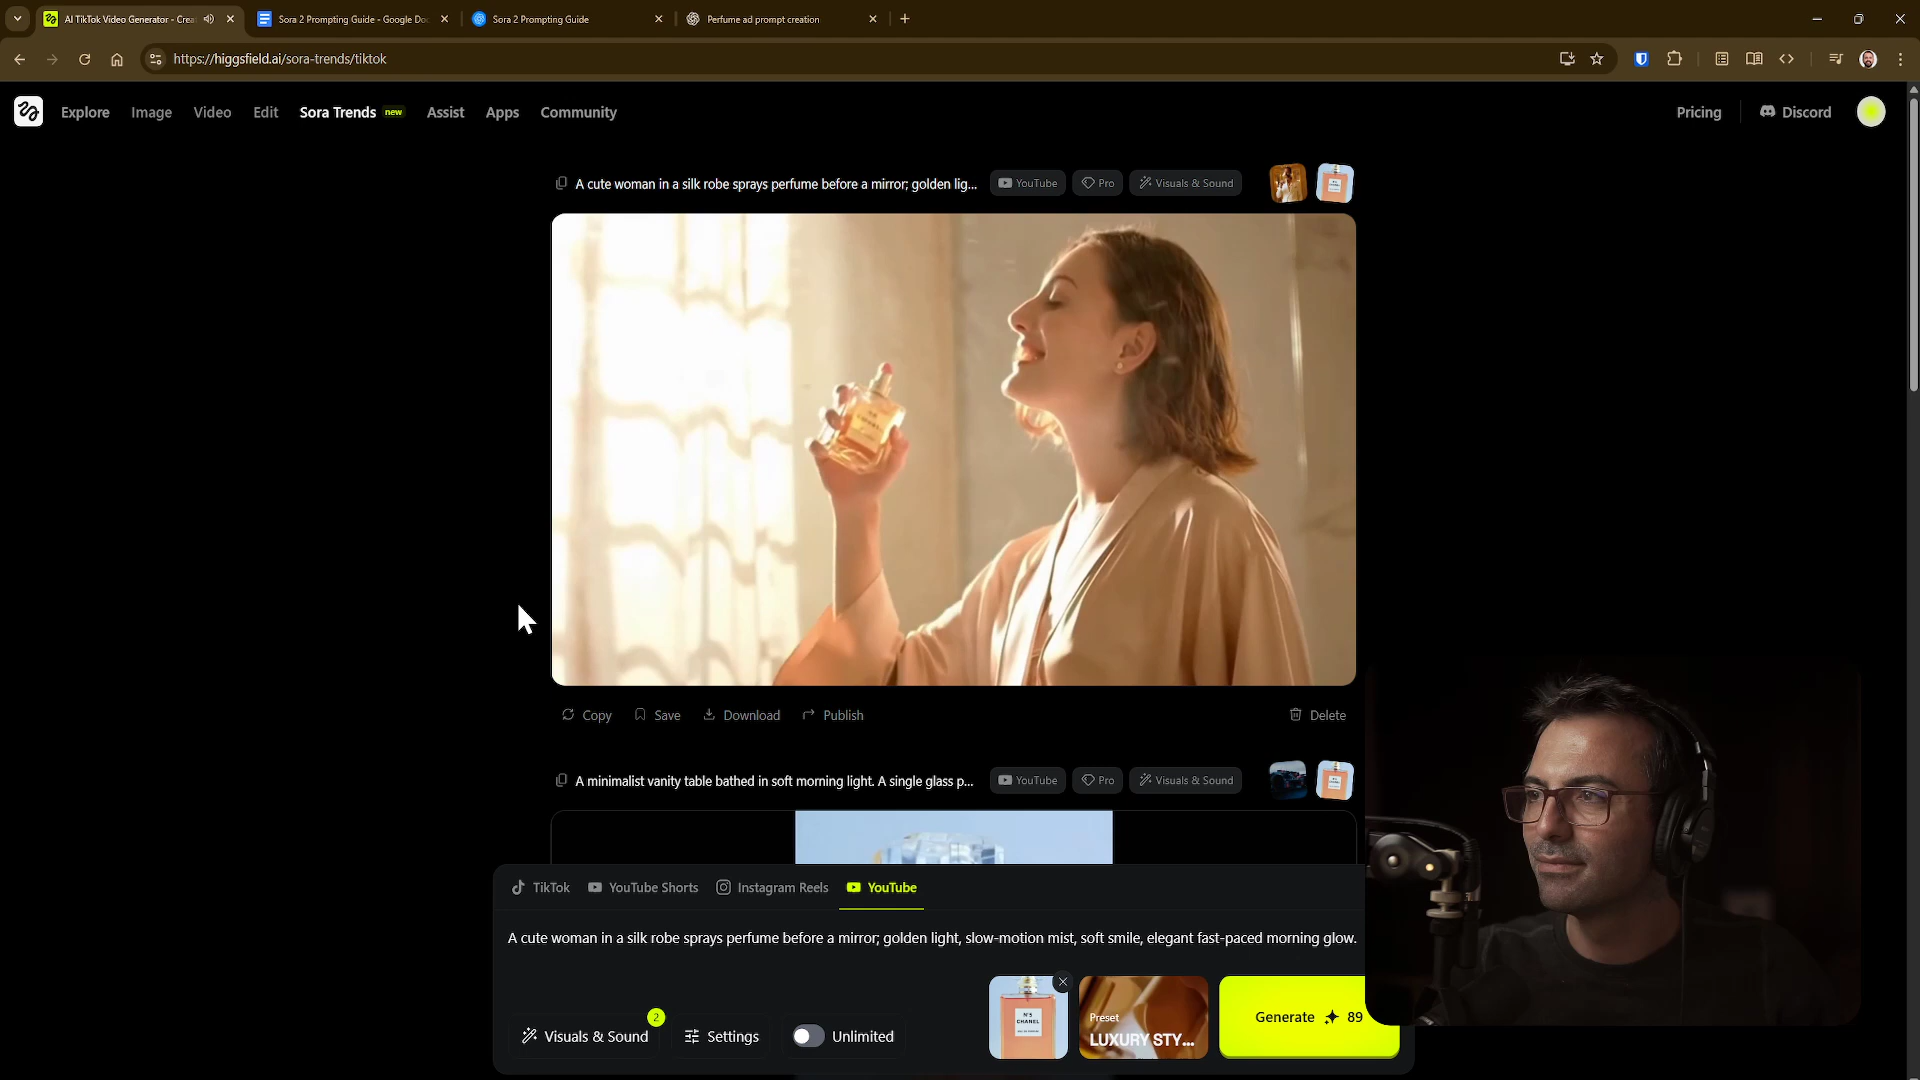 AI TikTok Video Generator - Crea
Sora 2 Prompting Guide - Google Do
Sora 2 Prompting Guide
Perfume ad prompt creation
https://higgsfield.ai/sora-trends/tiktok
Explore
Image
Video
Edit
Sora Trends new
Assist
Apps
Community
Pricing
Discord
A cute woman in a silk robe sprays perfume before a mirror; golden lig...
YouTube
Pro
Visuals & Sound
Copy
Save
Download
Publish
Delete
A minimalist vanity table bathed in soft morning light. A single glass p...
YouTube
Pro
Visuals & Sound
TikTok
YouTube Shorts
Instagram Reels
YouTube
A cute woman in a silk robe sprays perfume before a mirror; golden light, slow-motion mist, soft smile, elegant fast-paced morning glow.
Visuals & Sound
2
Settings
Unlimited
N°5
CHANEL
Preset
LUXURY STY...
Generate 89